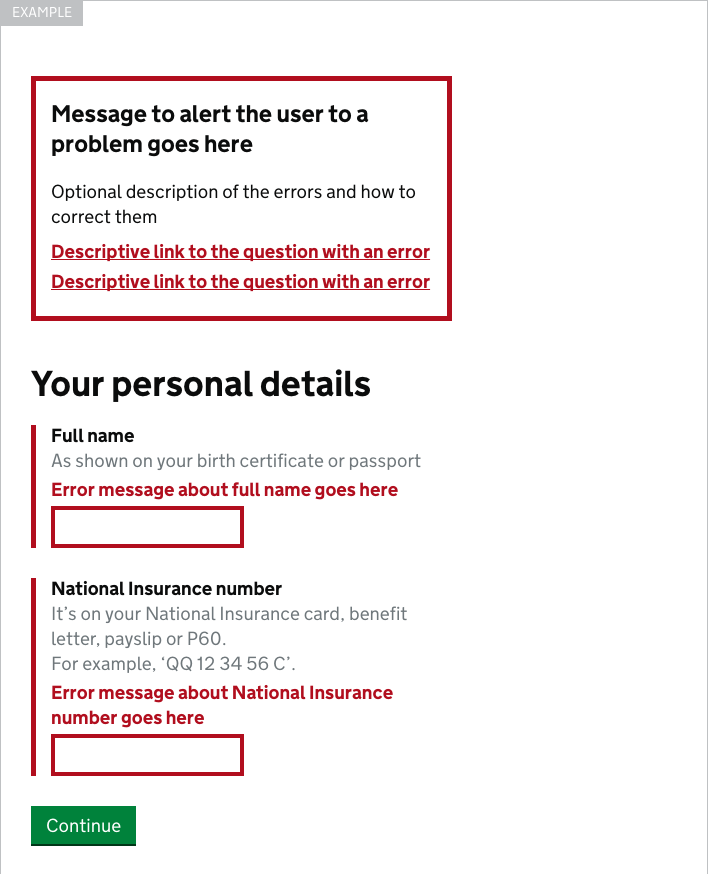 EXAMPLE
Message to alert the user to a
problem goes here
Optional description of the errors and how to
correct them
Descriptive link to the question with an error
Descriptive link to the question with an error
Your personal details
Full name
As shown on your birth certificate or passport
Error message about full name goes here
National Insurance number
It’s on your National Insurance card, benefit
letter, payslip or P60.
For example, ‘QQ 12 34 56 C’.
Error message about National Insurance
number goes here
Continue